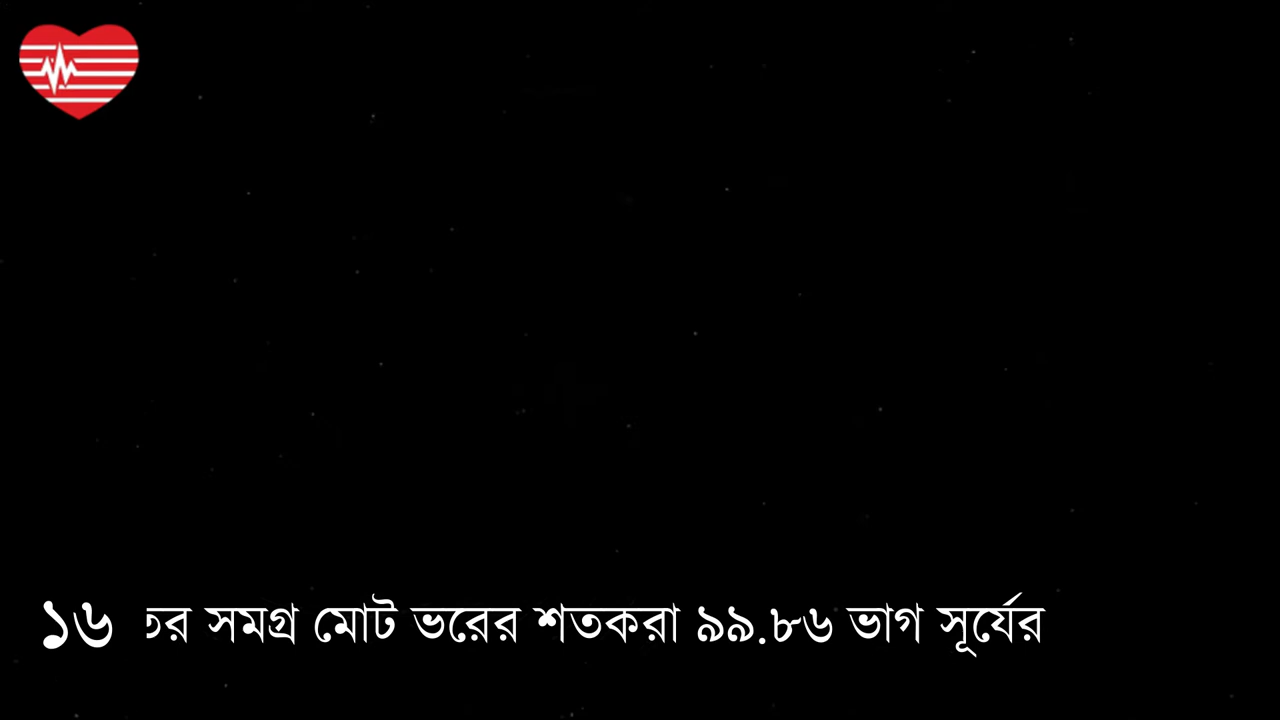 ১৬ সমগ্র মোট ভরের শতকরা ৯৯.৮৬ ভাগ সূর্যের